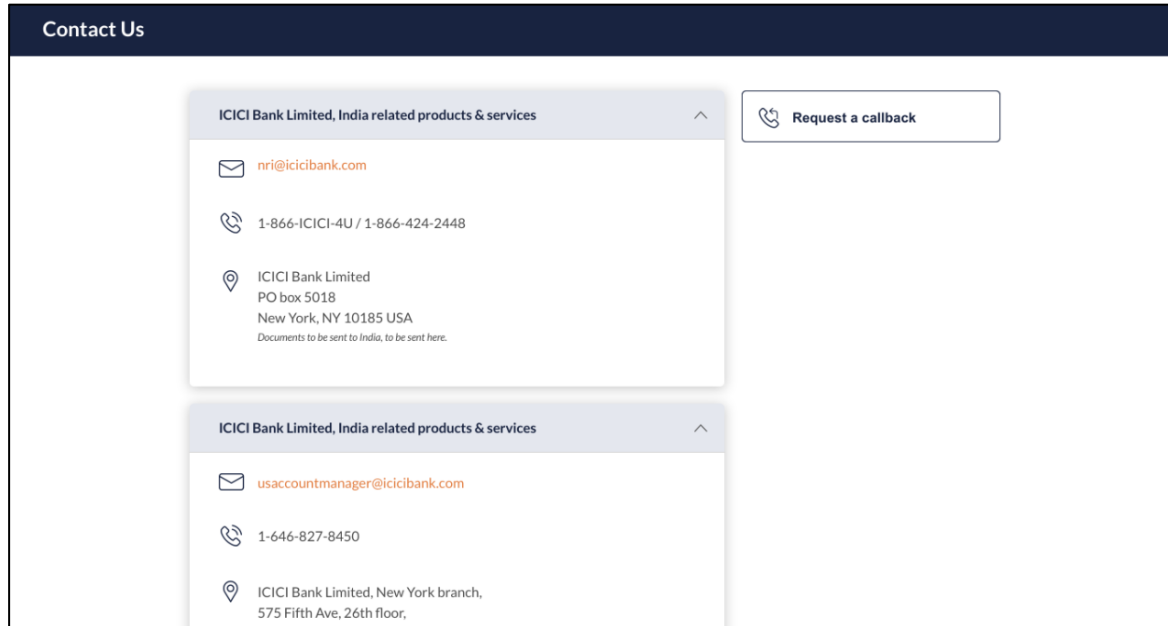 Contact Us
ICICI Bank Limited, India related products & services
Request a callback
nri@icicibank.com
1-866-ICICI-4U / 1-866-424-2448
ICICI Bank Limited
PO box 5018
New York, NY 10185 USA
Documents to be sent to India, to be sent here.
ICICI Bank Limited, India related products & services
usaccountmanager@icicibank.com
1-646-827-8450
ICICI Bank Limited, New York branch,
575 Fifth Ave, 26th floor,